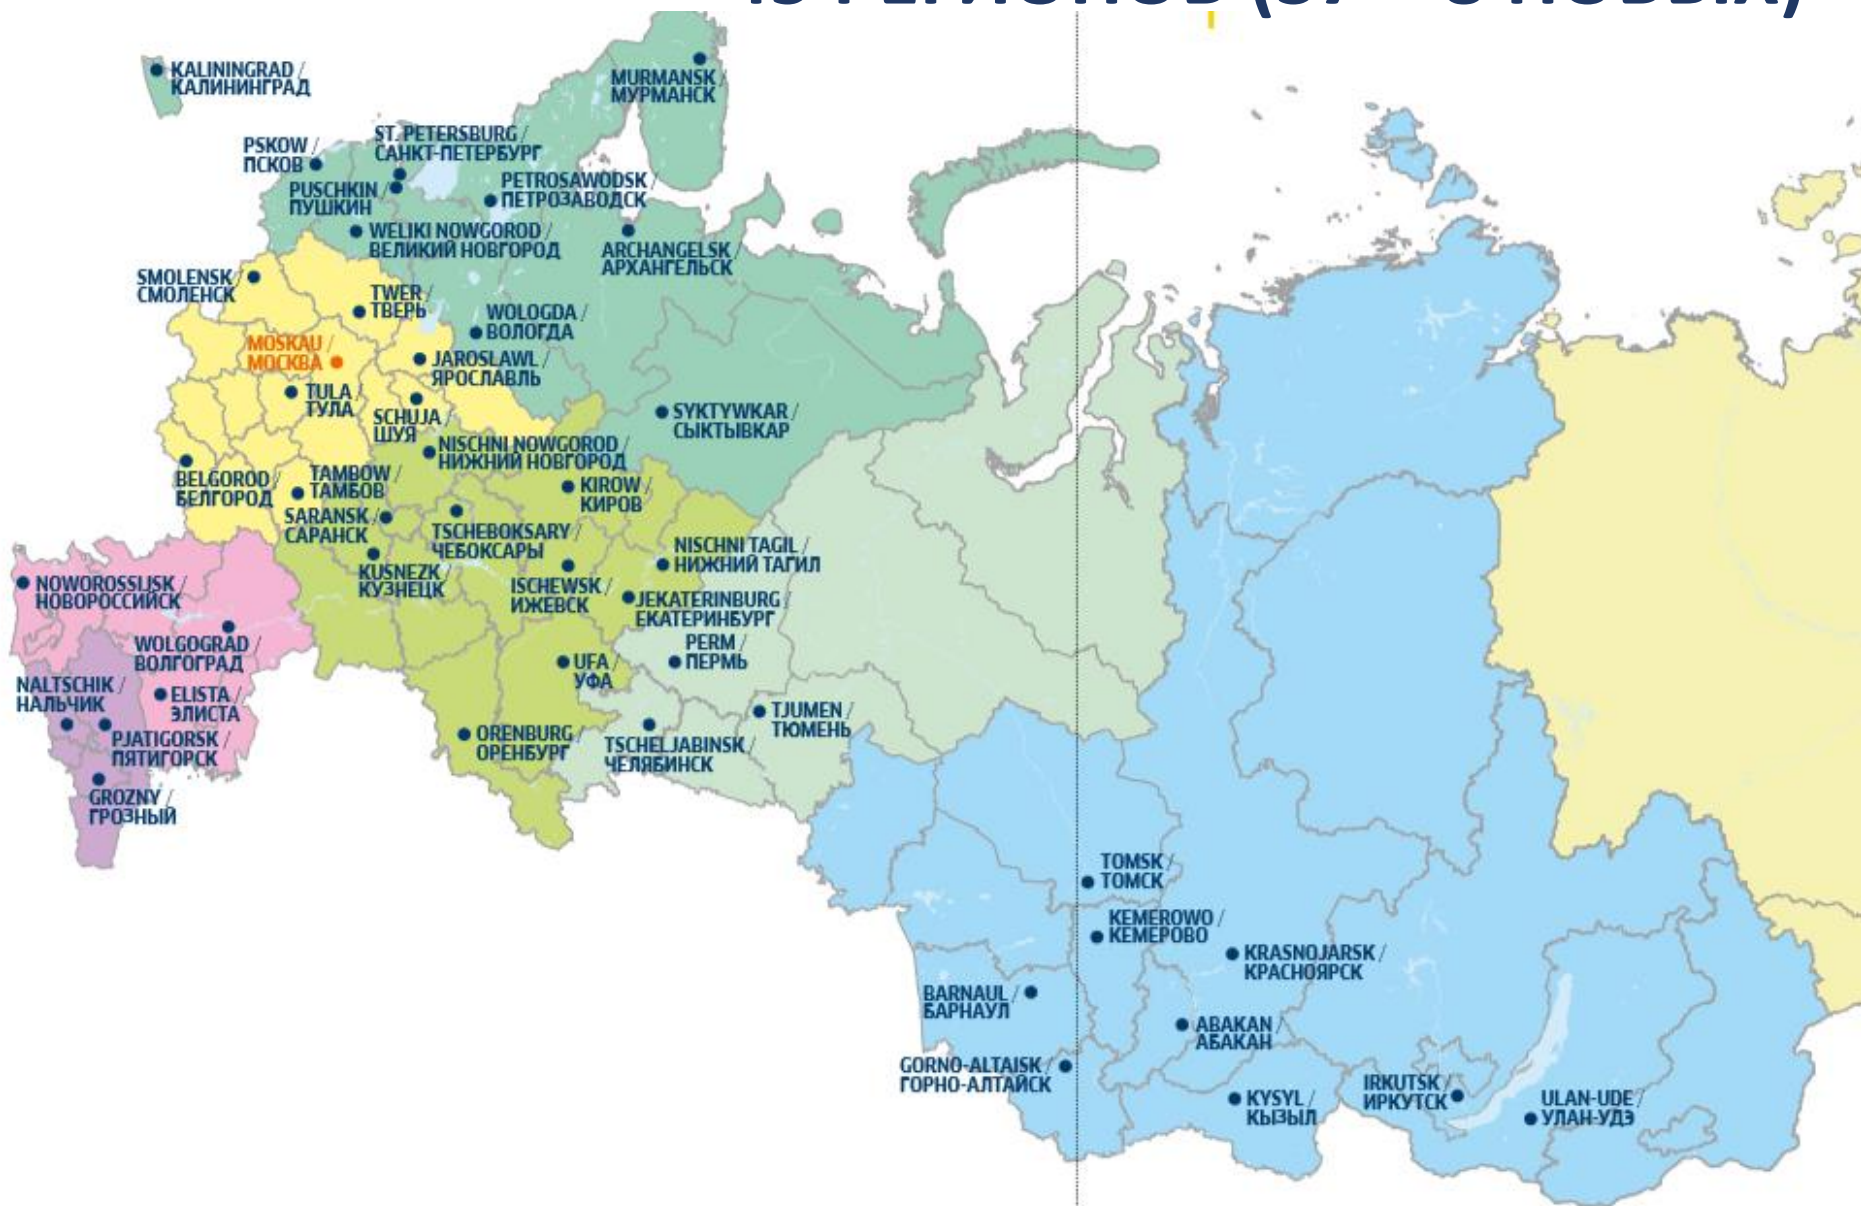 KALININGRAD /
КАЛИНИНГРАД
MURMANSK /
МУРМАНСК
PSKOW /
ПСКОВ
ST. PETERSBURG /
САНКТ-ПЕТЕРБУРГ
PUSCHKIN /
ПУШКИН
PETROSAWODSK /
ПЕТРОЗАВОДСК
WELIKI NOWGOROD /
ВЕЛИКИЙ НОВГОРОД
ARCHANGELSK /
АРХАНГЕЛЬСК
SMOLENSK /
СМОЛЕНСК
TWER /
ТВЕРЬ
WOLOGDA /
ВОЛОГДА
MOSKAU /
МОСКВА
JAROSLAWL /
ЯРОСЛАВЛЬ
TULA /
ТУЛА
SCHUJA /
ШУЯ
SYKTYWKAR /
СЫКТЫВКАР
NISCHNI NOWGOROD /
НИЖНИЙ НОВГОРОД
BELGOROD /
БЕЛГОРОД
TAMBOW /
ТАМБОВ
KIROW /
КИРОВ
SARANSK /
САРАНСК
TSCHEBOKSARY /
ЧЕБОКСАРЫ
NISCHNI TAGIL /
НИЖНИЙ ТАГИЛ
KUSNEZK /
КУЗНЕЦК
ISCHEWSK /
ИЖЕВСК
NOWOROSSIJSK /
НОВОРОССИЙСК
JEKATERINBURG /
ЕКАТЕРИНБУРГ
WOLGOGRAD /
ВОЛГОГРАД
PERM /
ПЕРМЬ
UFA /
УФА
NALTSCHIK /
НАЛЬЧИК
ELISTA /
ЭЛИСТА
TJUMEN /
ТЮМЕНЬ
PJATIGORSK /
ПЯТИГОРСК
ORENBURG /
ОРЕНБУРГ
TSCHELJABINSK /
ЧЕЛЯБИНСК
GROZNY /
ГРОЗНЫЙ
TOMSK /
ТОМСК
KEMEROWO /
КЕМЕРОВО
KRASNOJARSK /
КРАСНОЯРСК
BARNAUL /
БАРНАУЛ
ABAKAN /
АБАКАН
GORNO-ALTAISK /
ГОРНО-АЛТАЙСК
KYSYL /
КЫЗЫЛ
IRKUTSK /
ИРКУТСК
ULAN-UDE /
УЛАН-УДЭ